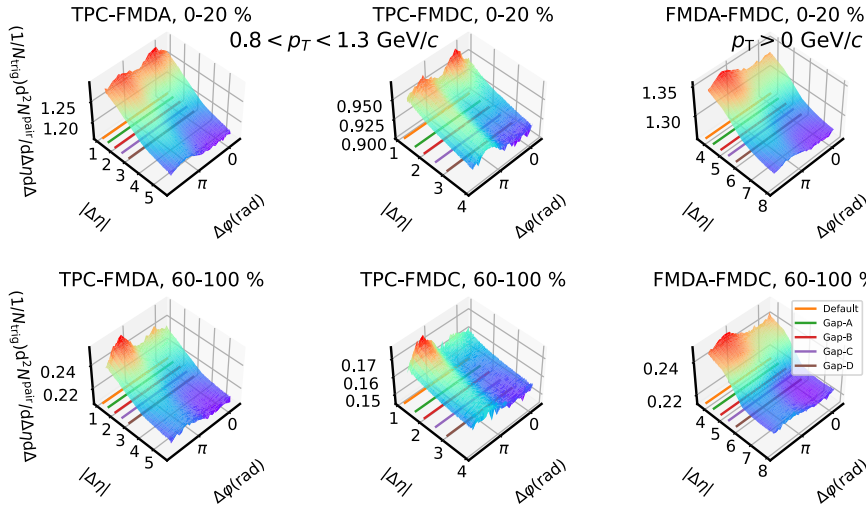 TPC-FMDA, 0-20 %
TPC-FMDC, 0-20 %
FMDA-FMDC, 0-20 %
0.8 < p_T < 1.3 GeV/c
p_T > 0 GeV/c
(1/N_trig)d²N^pair/dΔηdΔ
1.25
1.20
1
2
3
4
5
π
0
|Δη|
Δφ(rad)
0.950
0.925
0.900
1
2
3
4
π
0
|Δη|
Δφ(rad)
1.35
1.30
4
5
6
7
8
π
0
|Δη|
Δφ(rad)
TPC-FMDA, 60-100 %
TPC-FMDC, 60-100 %
FMDA-FMDC, 60-100 %
(1/N_trig)d²N^pair/dΔηdΔ
0.24
0.22
1
2
3
4
5
π
0
|Δη|
Δφ(rad)
0.17
0.16
0.15
1
2
3
4
π
0
|Δη|
Δφ(rad)
Default
Gap-A
Gap-B
Gap-C
Gap-D
0.24
0.22
4
5
6
7
8
π
0
|Δη|
Δφ(rad)